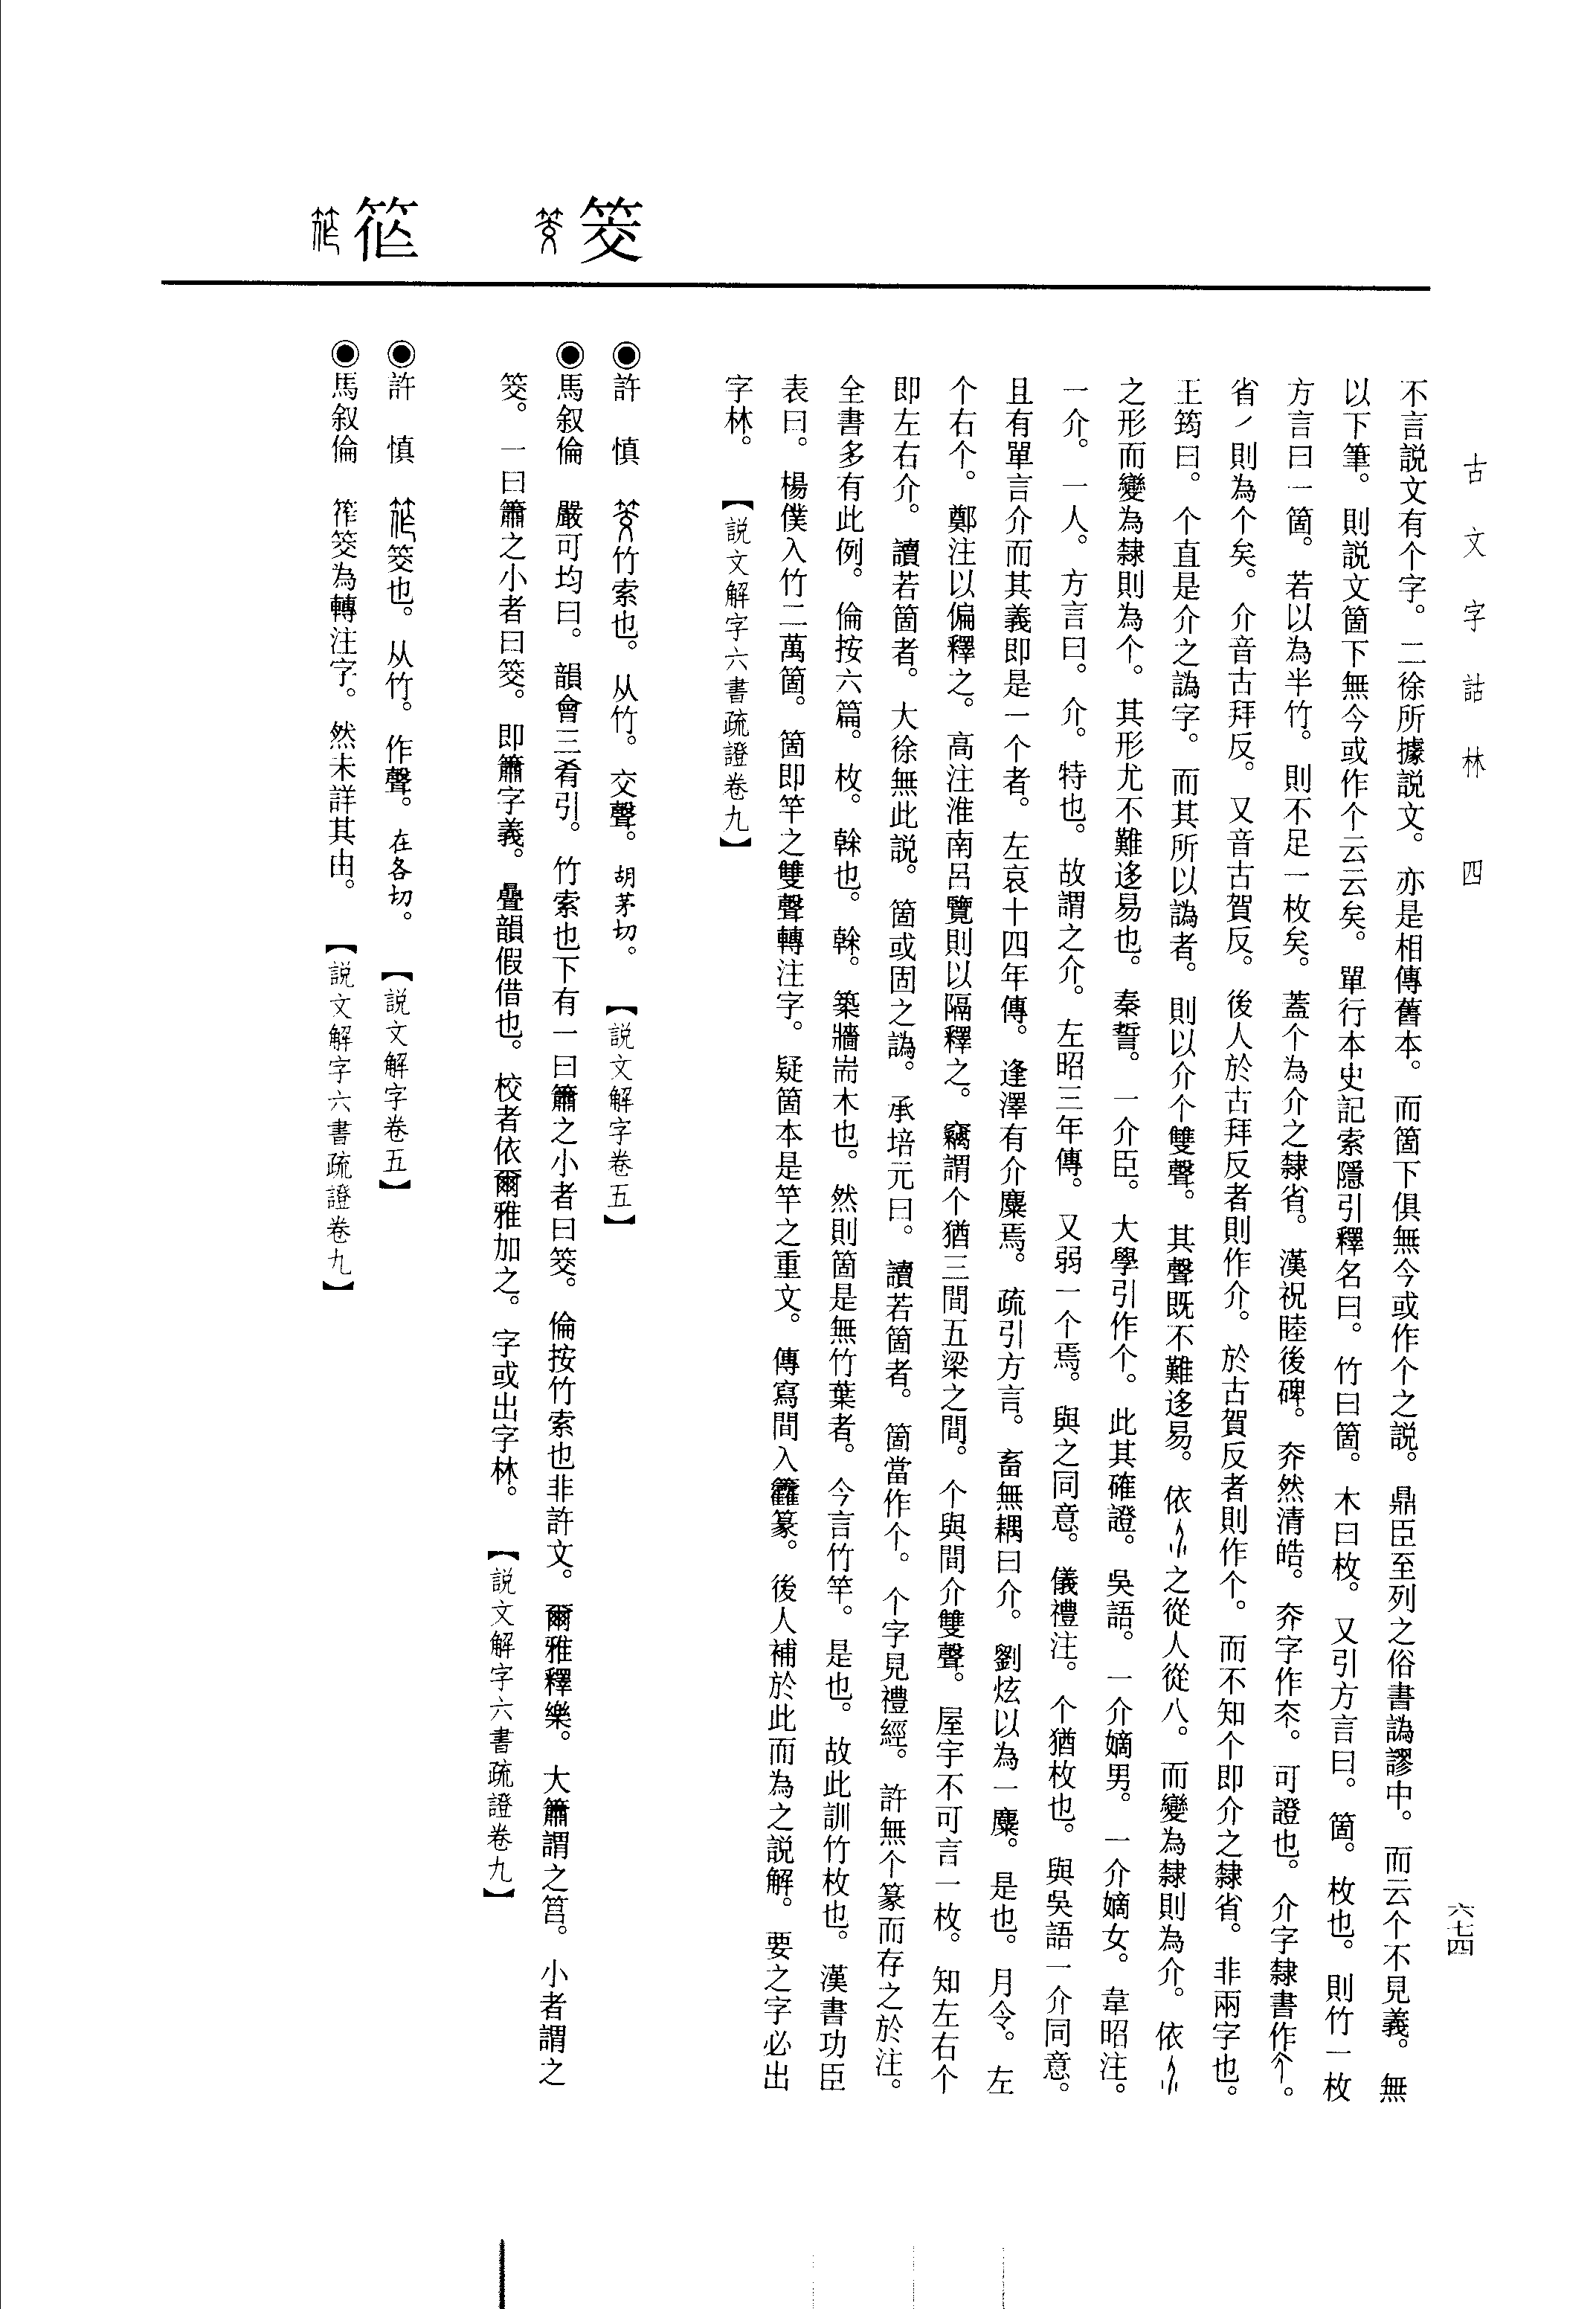 古文字詁林 四
六七四
不言説文有个字。二徐所據説文。亦是相傳舊本。而箇下俱無今或作个之説。鼎臣至列之俗書譌謬中。而云个不見義。無
以下筆。則説文箇下無今或作个云云矣。單行本史記索隱引釋名曰。竹曰箇。木曰枚。又引方言曰。箇。枚也。則竹一枚
方言曰一箇。若以為半竹。則不足一枚矣。蓋个為介之隸省。漢祝睦後碑。夰然清皓。夰字作夲。可證也。介字隸書作𠆢。
省丿則為个矣。介音古拜反。又音古賀反。後人於古拜反者則作介。於古賀反者則作个。而不知个即介之隸省。非兩字也。
王筠曰。个直是介之譌字。而其所以譌者。則以介个雙聲。其聲既不難迻易。依之從人從八。而變為隸則為介。依
之形而變為隸則為个。其形尤不難迻易也。秦誓。一介臣。大學引作个。此其確證。吳語。一介嫡男。一介嫡女。韋昭注。
一介。一人。方言曰。介。特也。故謂之介。左昭三年傳。又弱一个焉。與之同意。儀禮注。个猶枚也。與吳語一介同意。
且有單言介而其義即是一个者。左哀十四年傳。逢澤有介麋焉。疏引方言。畜無耦曰介。劉炫以為一麋。是也。月令。左
个右个。鄭注以偏釋之。高注淮南呂覽則以隔釋之。竊謂个猶三間五梁之間。个與間介雙聲。屋宇不可言一枚。知左右个
即左右介。讀若箇者。大徐無此説。箇或固之譌。承培元曰。讀若箇者。箇當作个。个字見禮經。許無个篆而存之於注。
全書多有此例。倫按六篇。枚。榦也。榦。築牆耑木也。然則箇是無竹葉者。今言竹竿。是也。故此訓竹枚也。漢書功臣
表曰。楊僕入竹二萬箇。箇即竿之雙聲轉注字。疑箇本是竿之重文。傳寫間入籱篆。後人補於此而為之説解。要之字必出
字林。【説文解字六書疏證卷九】
筊
◉許 慎 筊竹索也。从竹。交聲。胡茅切。【説文解字卷五】
◉馬叙倫 嚴可均曰。韻會三肴引。竹索也下有一曰簫之小者曰筊。倫按竹索也非許文。爾雅釋樂。大簫謂之筥。小者謂之
筊。一曰簫之小者曰筊。即簫字義。疊韻假借也。校者依爾雅加之。字或出字林。【説文解字六書疏證卷九】
筰
◉許 慎 筰筊也。从竹。作聲。在各切。【説文解字卷五】
◉馬叙倫 筰筊為轉注字。然未詳其由。【説文解字六書疏證卷九】